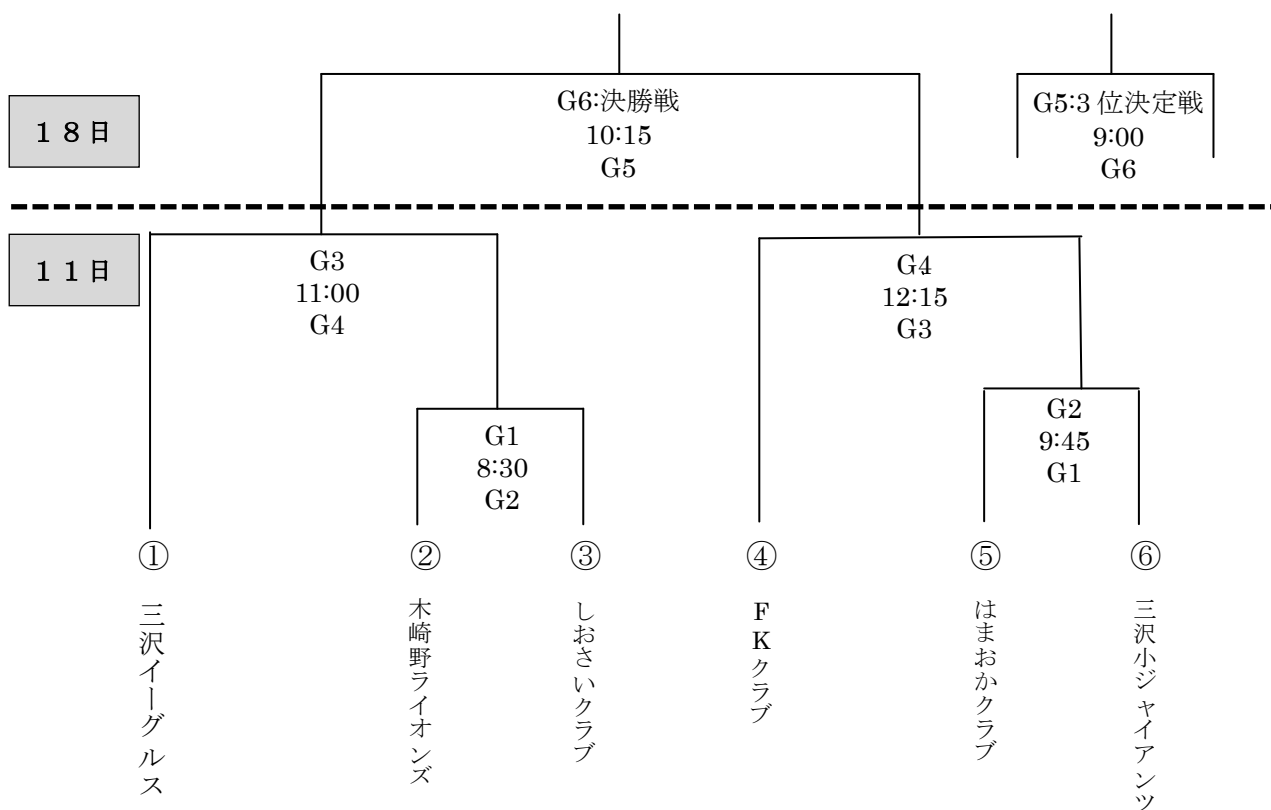 G6:決勝戦
10:15
G5
G5:3 位決定戦
9:00
G6
１８日
１１日
G3
11:00
G4
G4
12:15
G3
G1
8:30
G2
G2
9:45
G1
①
三沢イーグルス
②
木崎野ライオンズ
③
しおさいクラブ
④
FKクラブ
⑤
はまおかクラブ
⑥
三沢小ジャイアンツ